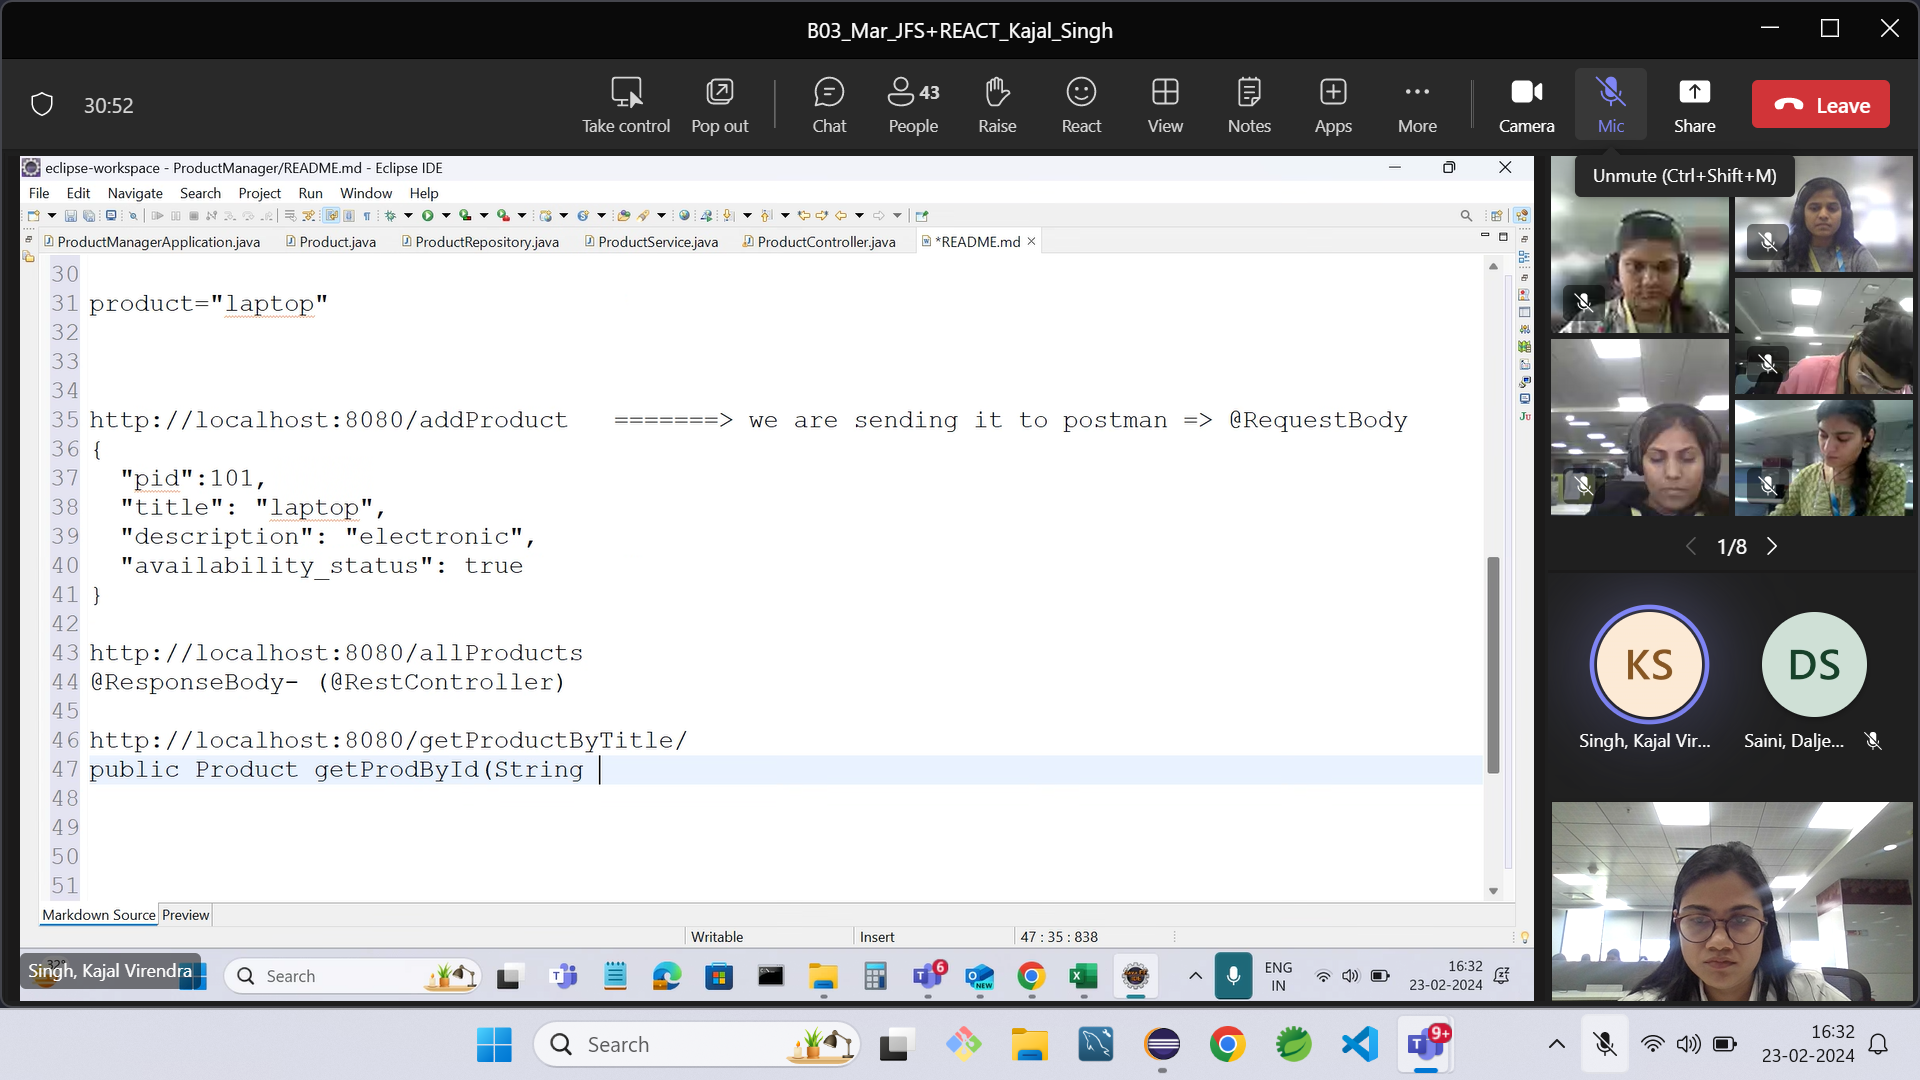 B03_Mar_JFS+REACT_Kajal_Singh
30:52
Take control
Pop out
Chat
43
People
Raise
React
View
Notes
Apps
More
Camera
Mic
Share
Leave
Unmute (Ctrl+Shift+M)
eclipse-workspace - ProductManager/README.md - Eclipse IDE
File Edit Navigate Search Project Run Window Help
ProductManagerApplication.java Product.java ProductRepository.java ProductService.java ProductController.java *README.md
30
31 product="laptop"
32
33
34
35 http://localhost:8080/addProduct =======> we are sending it to postman => @RequestBody
36 {
37 "pid":101,
38 "title": "laptop",
39 "description": "electronic",
40 "availability_status": true
41 }
42
43 http://localhost:8080/allProducts
44 @ResponseBody- (@RestController)
45
46 http://localhost:8080/getProductByTitle/
47 public Product getProdById(String
48
49
50
51
Markdown Source Preview
Writable Insert 47 : 35 : 838
Singh, Kajal Virendra
Search
6
NEW
ENG
IN
16:32
23-02-2024
1/8
KS
DS
Singh, Kajal Vir...
Saini, Dalje...
Search
9+
16:32
23-02-2024